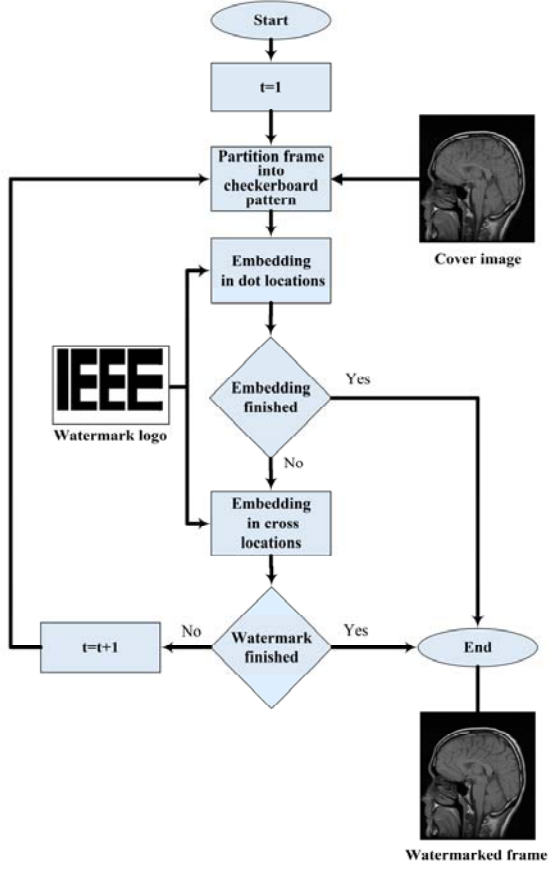 Start
t=1
Partition frame
into
checkerboard
pattern
Cover image
Embedding
in dot locations
IEEE
Watermark logo
Embedding
finished
Yes
No
Embedding
in cross
locations
Watermark
finished
No
Yes
t=t+1
End
Watermarked frame